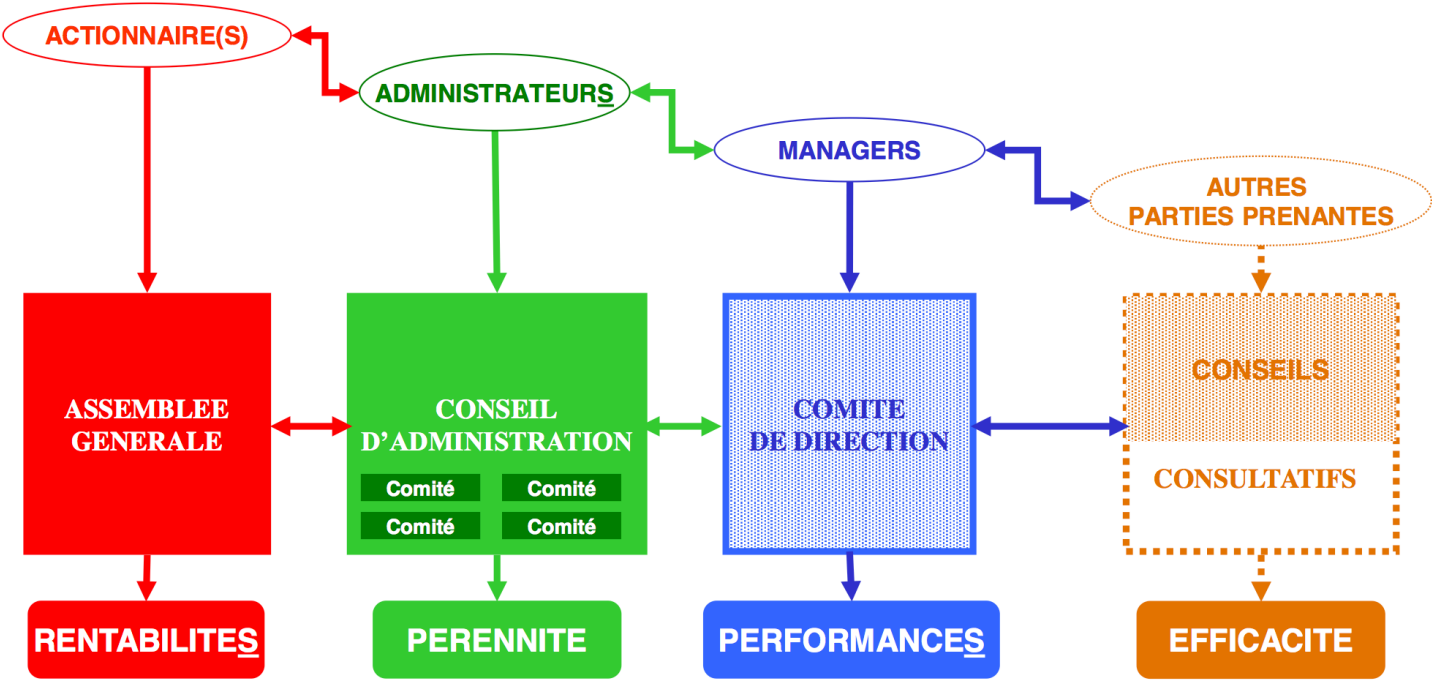 ACTIONNAIRE(S)
ADMINISTRATEURS
MANAGERS
AUTRES
PARTIES PRENANTES
ASSEMBLEE
GENERALE
CONSEIL
D’ADMINISTRATION
Comité
Comité
Comité
Comité
COMITE
DE DIRECTION
CONSEILS
CONSULTATIFS
RENTABILITES
PERENNITE
PERFORMANCES
EFFICACITE